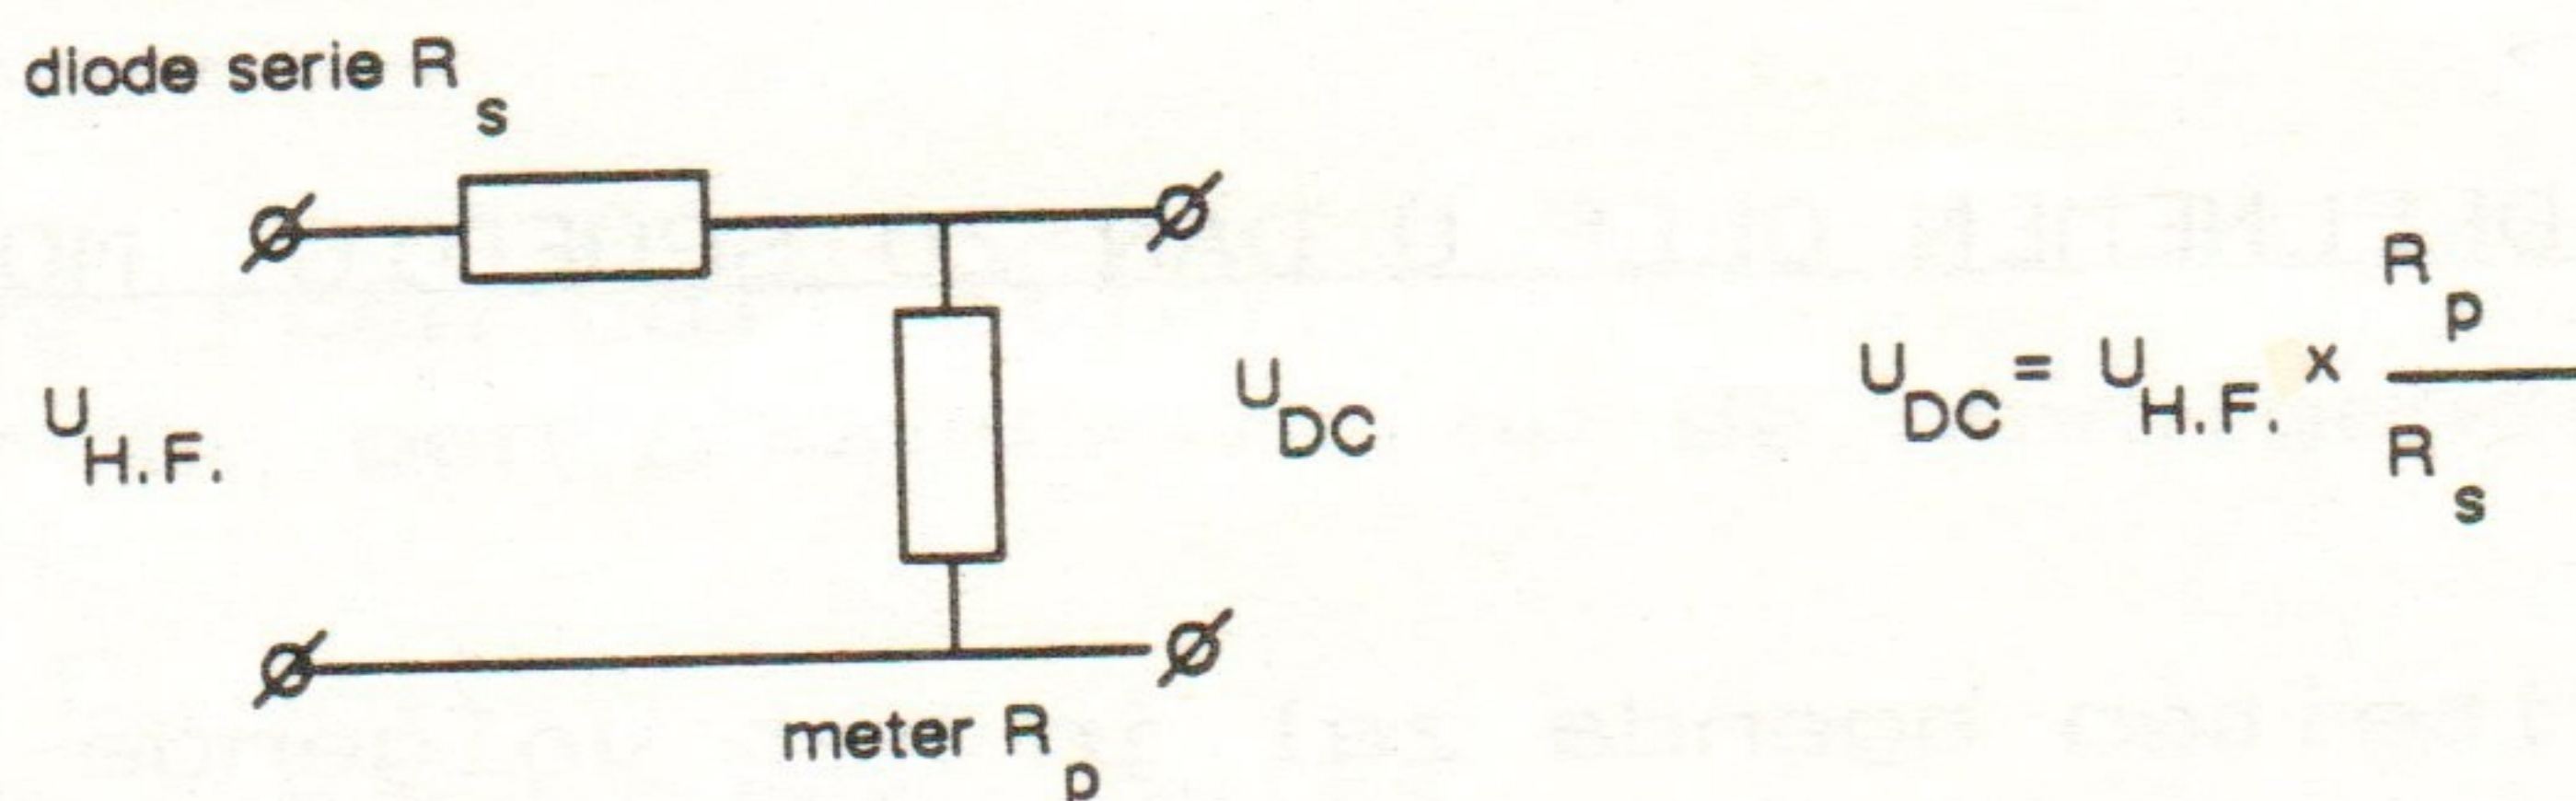 diode serie R s
U H.F.
U DC
meter R p
U DC = U H.F. x R p
R s